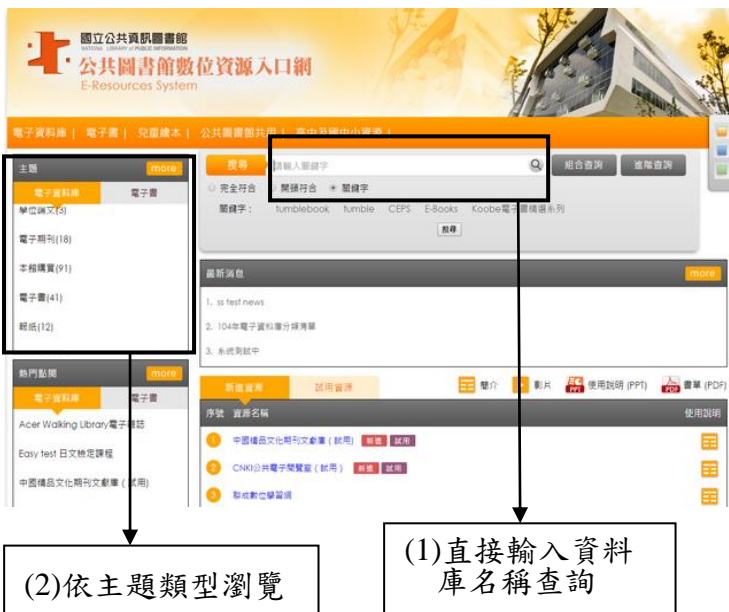 國立公共資訊圖書館
NATIONAL LIBRARY of PUBLIC INFORMATION
公共圖書館數位資源入口網
E-Resources System
電子資料庫 | 電子書 | 兒童繪本 | 公共圖書館共用 | 高中及國中小資源 |
主題 more
電子資料庫 電子書
學位論文(3)
電子期刊(18)
本館購買(91)
電子書(41)
報紙(12)
搜尋 請輸入關鍵字 組合查詢 進階查詢
完全符合 開頭符合 關鍵字
關鍵字： tumblebook tumble CEPS E-Books Koobe電子書精選系列
搜尋
最新消息 more
1. ss test news
2. 104年電子資料庫分類清單
3. 系統測試中
熱門點閱 more
電子資料庫 電子書
Acer Walking Library電子雜誌
Easy test 日文檢定課程
中國精品文化期刊文獻庫 (試用)
新進資源 試用資源 簡介 影片 使用說明 (PPT) 書單 (PDF)
序號 資源名稱 使用說明
1 中國精品文化期刊文獻庫 (試用) 新進 試用
2 CNKI公共電子閱覽室 (試用) 新進 試用
3 聯成數位學習網
(2)依主題類型瀏覽
(1)直接輸入資料
庫名稱查詢